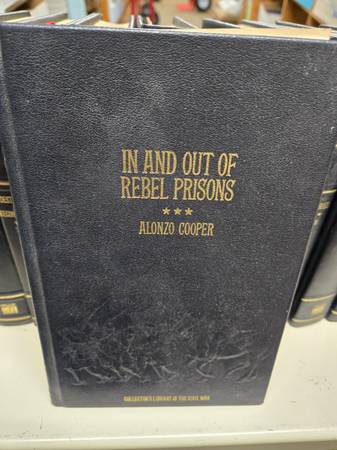 IN AND OUT OF
REBEL PRISONS
ALONZO COOPER
COLLECTOR'S LIBRARY OF THE CIVIL WAR